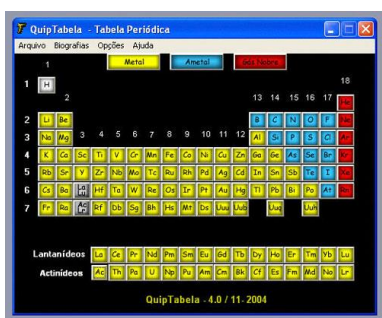 QuipTabela - Tabela Periódica
Arquivo Biografias Opções Ajuda
Metal Ametal Gás Nobre
1 18
1 H He
2 13 14 15 16 17
2 Li Be B C N O F Ne
3 Na Mg 3 4 5 6 7 8 9 10 11 12 Al Si P S Cl Ar
4 K Ca Sc Ti V Cr Mn Fe Co Ni Cu Zn Ga Ge As Se Br Kr
5 Rb Sr Y Zr Nb Mo Tc Ru Rh Pd Ag Cd In Sn Sb Te I Xe
6 Cs Ba La Lu Hf Ta W Re Os Ir Pt Au Hg Tl Pb Bi Po At Rn
7 Fr Ra Ac Lr Rf Db Sg Bh Hs Mt Ds Uuu Uub Uuq Uuh
Lantanídeos La Ce Pr Nd Pm Sm Eu Gd Tb Dy Ho Er Tm Yb Lu
Actinídeos Ac Th Pa U Np Pu Am Cm Bk Cf Es Fm Md No Lr
QuipTabela - 4.0 / 11- 2004